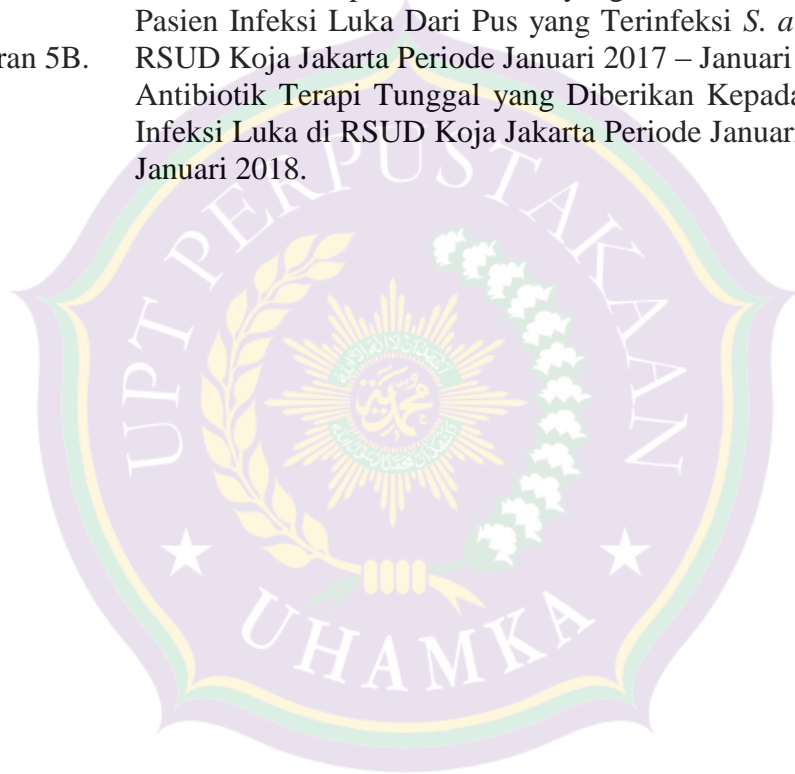 Pasien Infeksi Luka Dari Pus yang Terinfeksi S. a
ran 5B. RSUD Koja Jakarta Periode Januari 2017 – Januari
Antibiotik Terapi Tunggal yang Diberikan Kepada
Infeksi Luka di RSUD Koja Jakarta Periode Januar
Januari 2018.
UPT PERPUSTAKAAN
UHAMKA